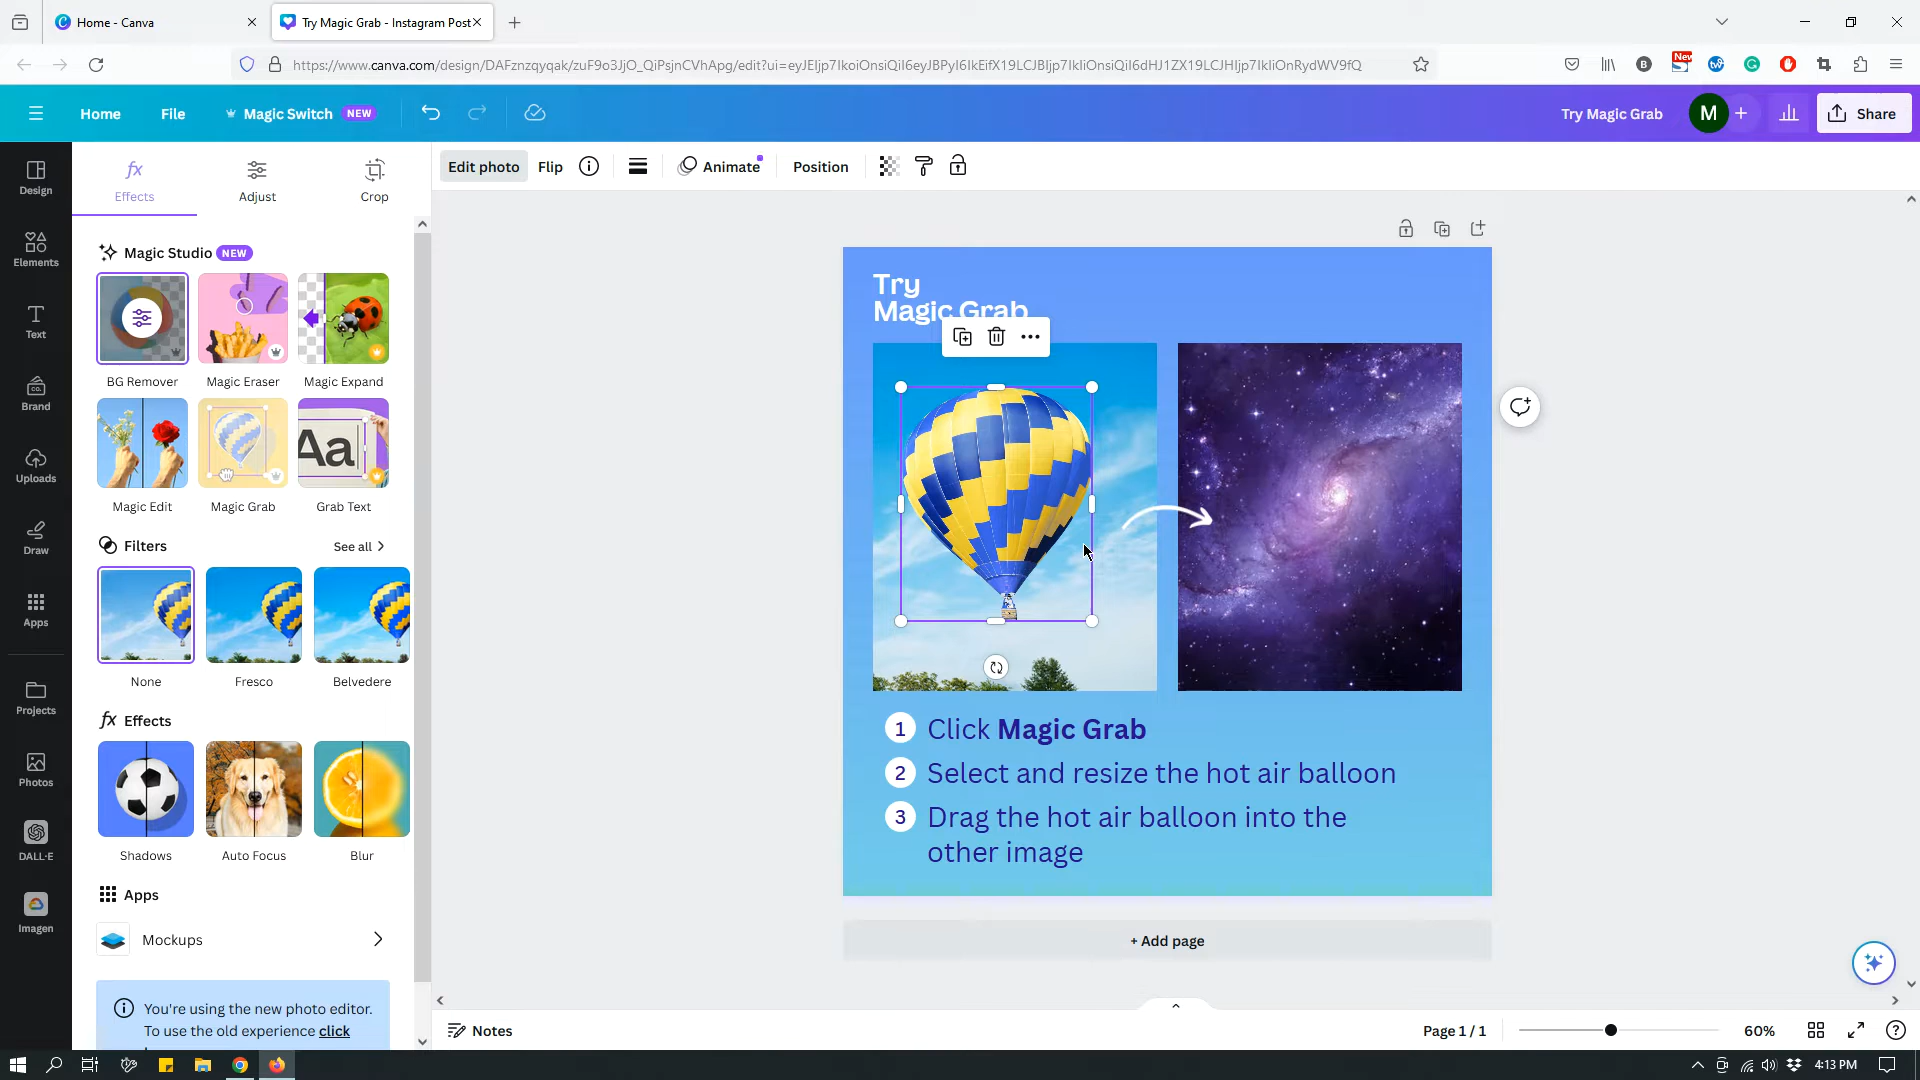 Home - Canva
Try Magic Grab - Instagram Post
https://www.canva.com/design/DAFznzqyqak/zuF9o3JjO_QiPsjnCVhApg/edit?ui=eyJEIjp7IkoiOnsiQiI6eyJBPyI6IkEifX19LCJBIjp7IkIiOnsiQiI6dHJ1ZX19LCJHIjp7IkIiOnRydWV9fQ
New
Home
File
Magic Switch NEW
Try Magic Grab
M
Share
Design
Elements
Text
Brand
Uploads
Draw
Apps
Projects
Photos
DALL·E
Imagen
fx
Effects
Adjust
Crop
Magic Studio NEW
BG Remover
Magic Eraser
Magic Expand
Aa
Magic Edit
Magic Grab
Grab Text
Filters
See all
None
Fresco
Belvedere
fx Effects
Shadows
Auto Focus
Blur
Apps
Mockups
You're using the new photo editor.
To use the old experience click
Edit photo
Flip
Animate
Position
Try
Magic Grab
1 Click Magic Grab
2 Select and resize the hot air balloon
3 Drag the hot air balloon into the
other image
+ Add page
Notes
Page 1 / 1
60%
4:13 PM